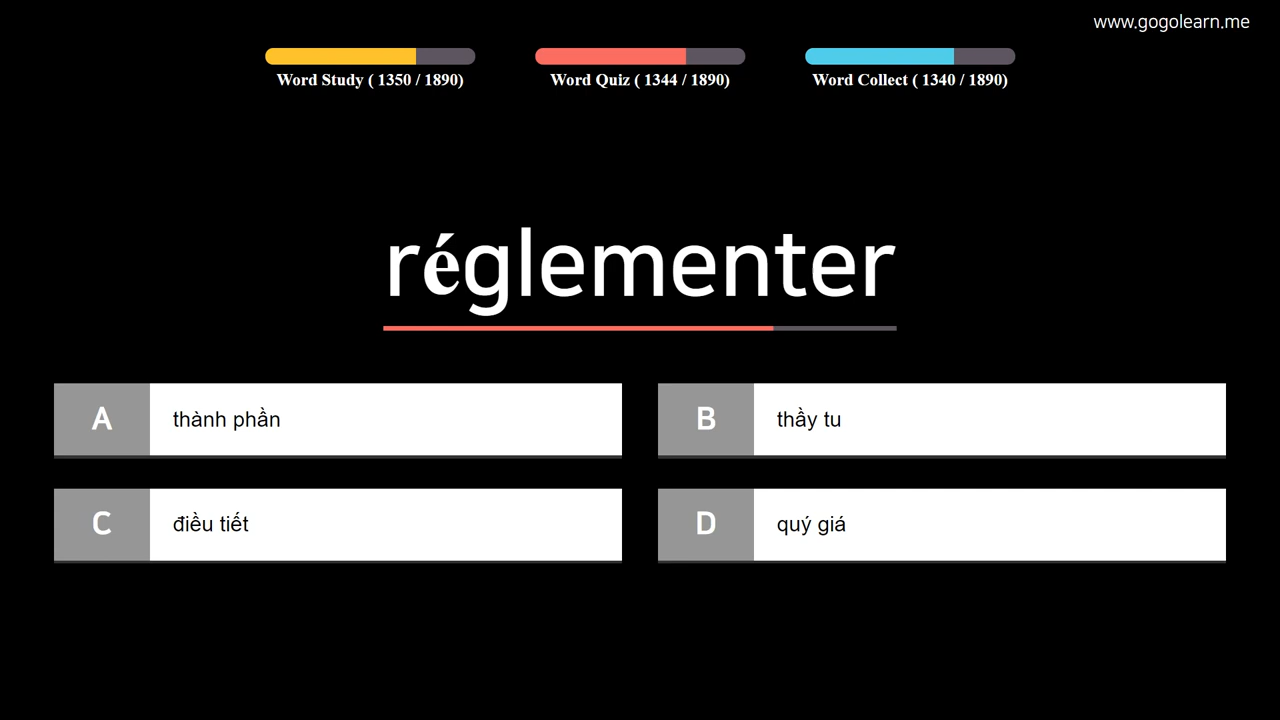 www.gogolearn.me
Word Study ( 1350 / 1890)
Word Quiz ( 1344 / 1890)
Word Collect ( 1340 / 1890)
réglementer
A thành phần
B thầy tu
C điều tiết
D quý giá